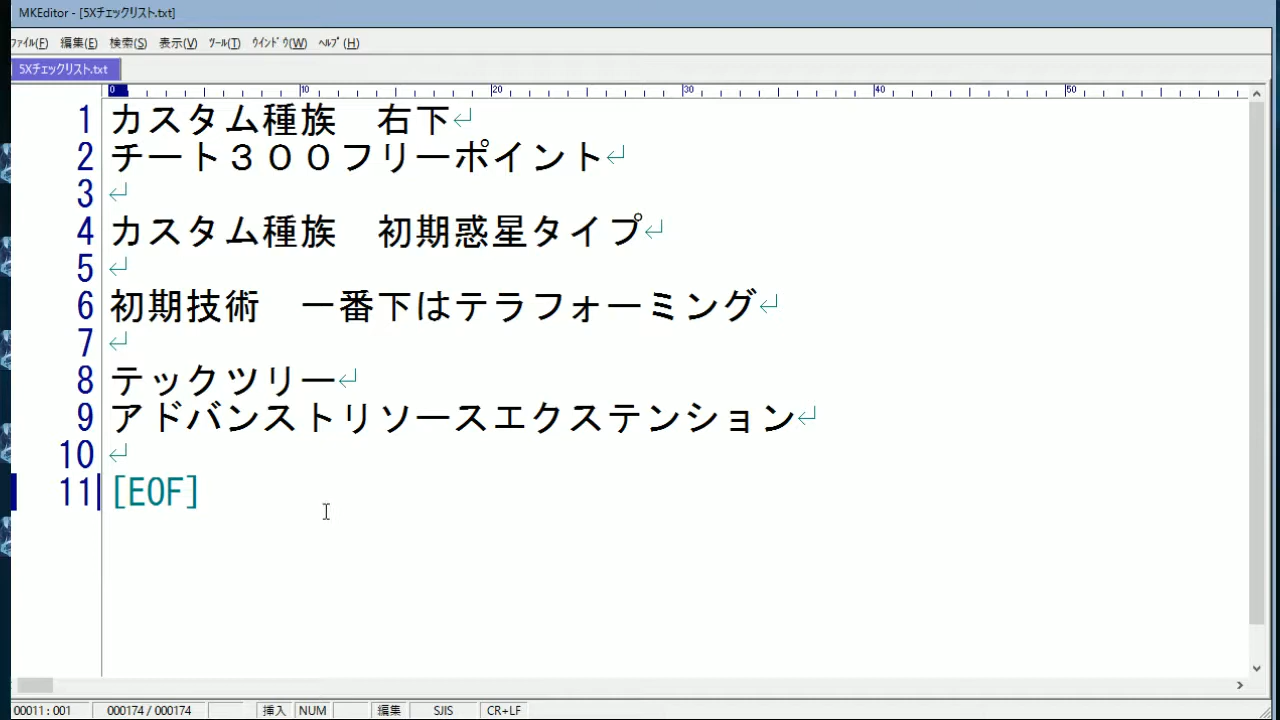 MKEditor - [5Xチェックリスト.txt]
ﾌｧｲﾙ(F) 編集(E) 検索(S) 表示(V) ﾂｰﾙ(T) ｳｲﾝﾄﾞｳ(W) ﾍﾙﾌﾟ(H)
5Xチェックリスト.txt
0 10 20 30 40 50
1 カスタム種族　右下
2 チート３００フリーポイント
3
4 カスタム種族　初期惑星タイプ
5
6 初期技術　一番下はテラフォーミング
7
8 テックツリー
9 アドバンストリソースエクステンション
10
11 [EOF]
00011 : 001 000174 / 000174 挿入 NUM 編集 SJIS CR+LF